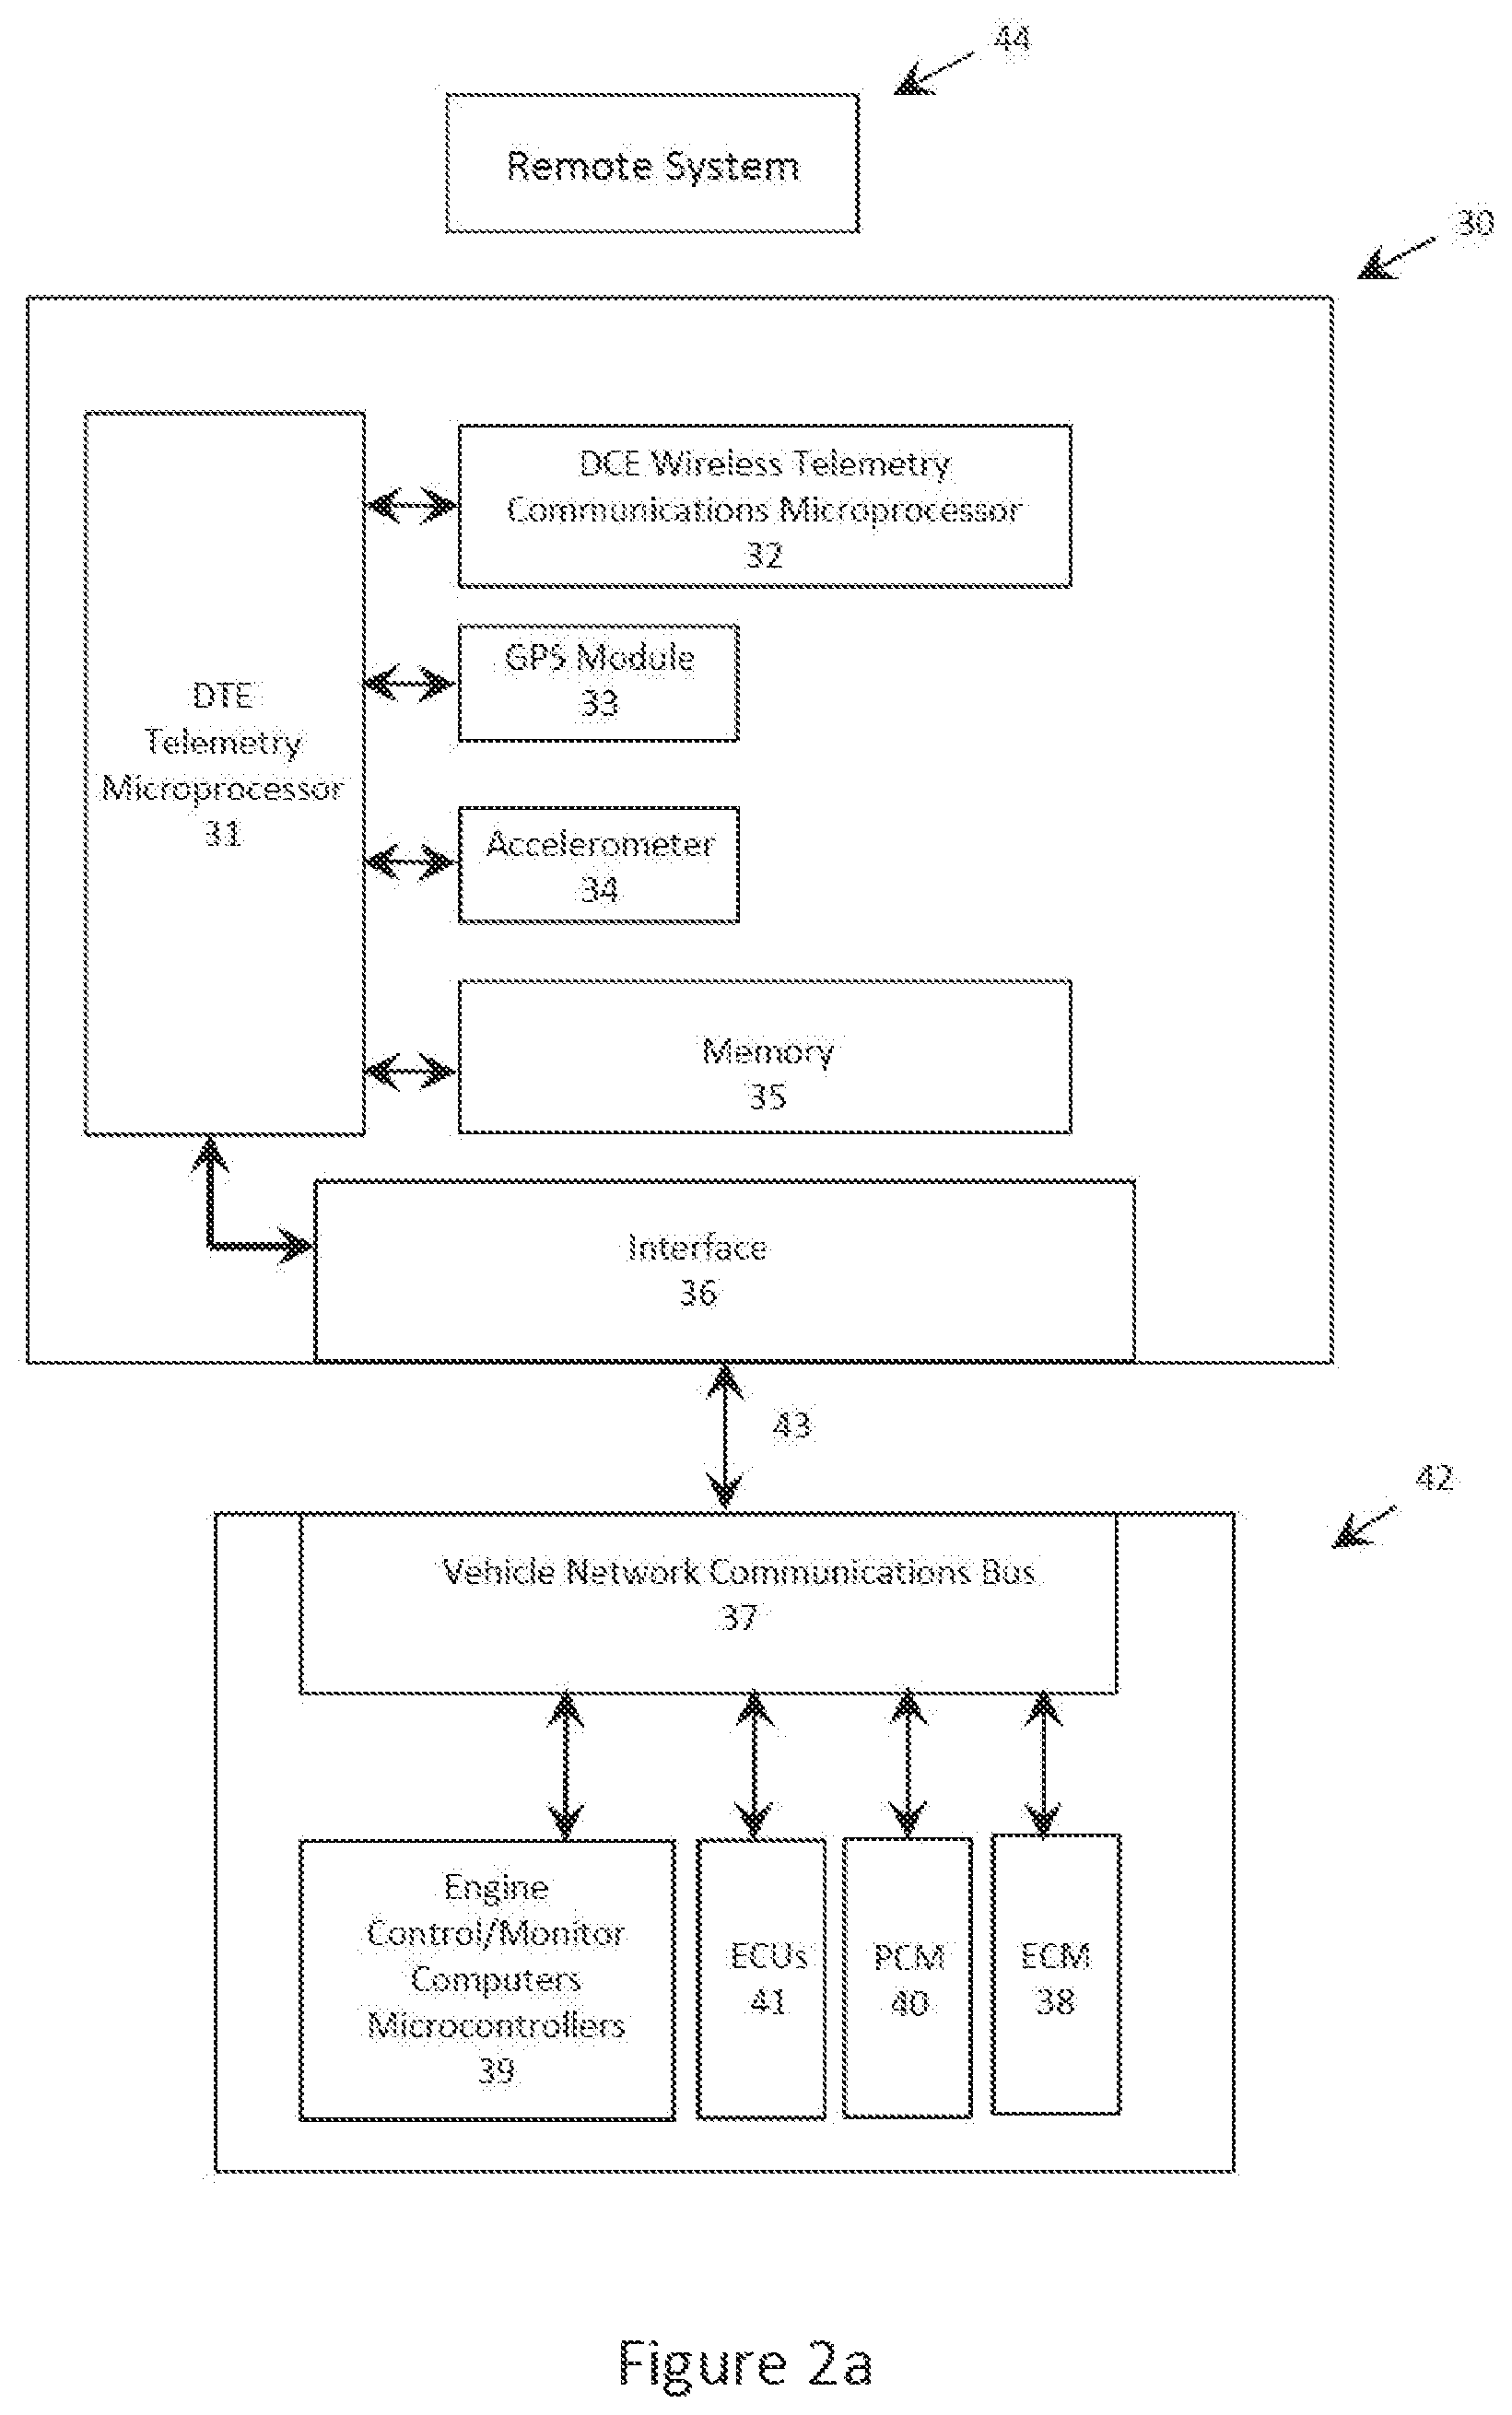 44
Remote System
30
DCE Wireless Telemetry
Communications Microprocessor
32
GPS Module
33
DTE
Telemetry
Microprocessor
31
Accelerometer
34
Memory
35
Interface
36
43
42
Vehicle Network Communications Bus
37
Engine
Control/Monitor
Computers
Microcontrollers
39
ECUs
41
PCM
40
ECM
38
Figure 2a